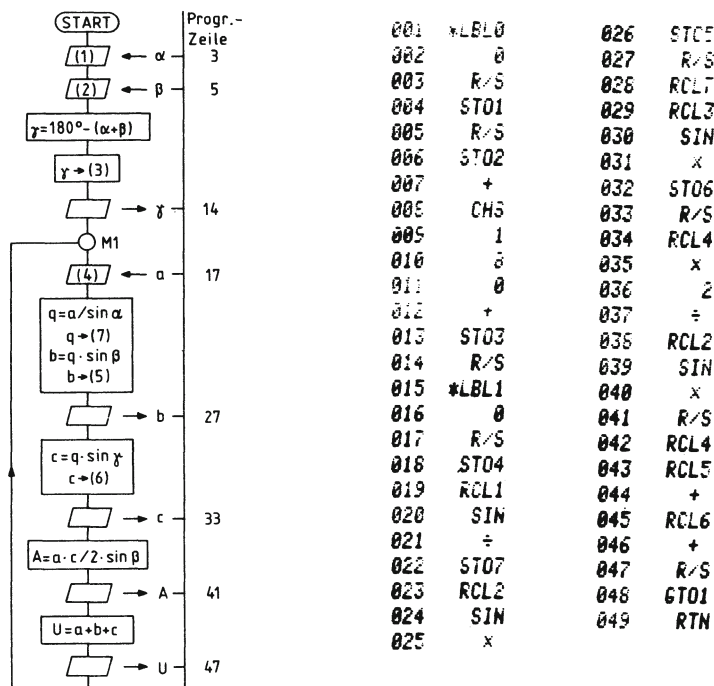 START
Progr.-
Zeile
(1) ← α 3
(2) ← β 5
γ=180°-(α+β)
γ→(3)
→ γ 14
M1
(4) ← a 17
q=a/sin α
q→(7)
b=q·sin β
b→(5)
→ b 27
c=q·sin γ
c→(6)
→ c 33
A=a·c/2·sin β
→ A 41
U=a+b+c
→ U 47
001 *LBL0
002 0
003 R/S
004 STO1
005 R/S
006 STO2
007 +
008 CHS
009 1
010 8
011 0
012 +
013 STO3
014 R/S
015 *LBL1
016 0
017 R/S
018 STO4
019 RCL1
020 SIN
021 ÷
022 STO7
023 RCL2
024 SIN
025 ×
026 STO5
027 R/S
028 RCL7
029 RCL3
030 SIN
031 ×
032 STO6
033 R/S
034 RCL4
035 ×
036 2
037 ÷
038 RCL2
039 SIN
040 ×
041 R/S
042 RCL4
043 RCL5
044 +
045 RCL6
046 +
047 R/S
048 GTO1
049 RTN